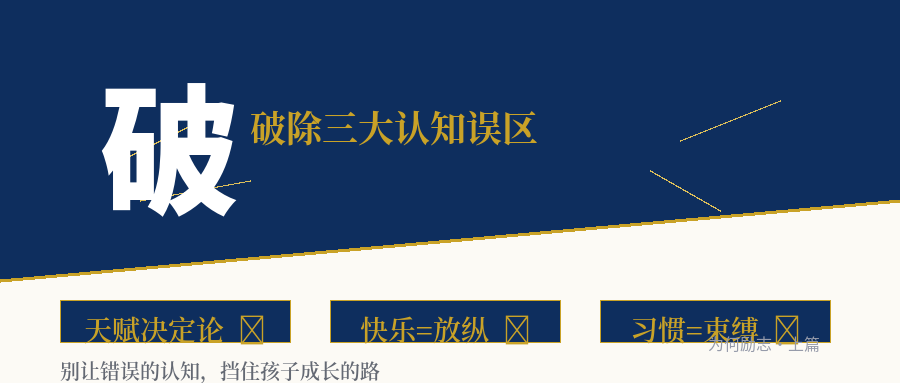 破
破除三大认知误区
天赋决定论
快乐=放纵
习惯=束缚
为何励志·上篇
别让错误的认知，挡住孩子成长的路